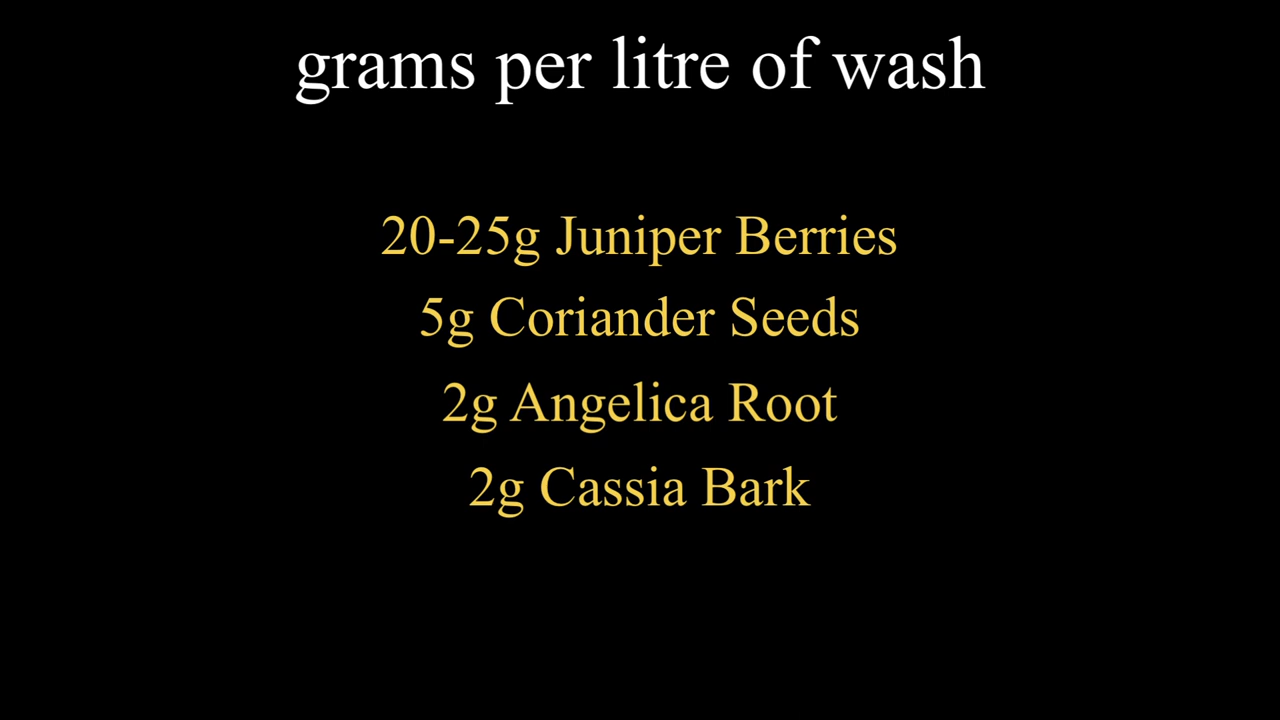 grams per litre of wash
20-25g Juniper Berries
5g Coriander Seeds
2g Angelica Root
2g Cassia Bark